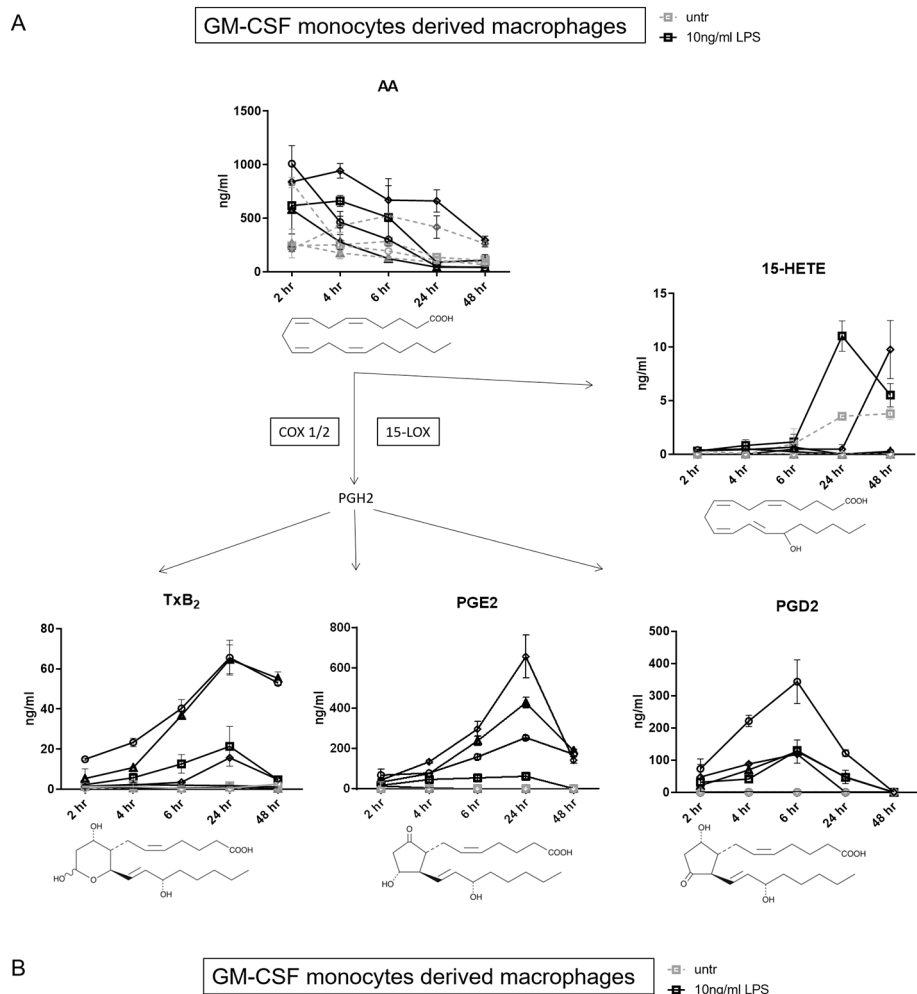 A
GM-CSF monocytes derived macrophages
untr
10ng/ml LPS
AA
ng/ml
1500
1000
500
0
2 hr
4 hr
6 hr
24 hr
48 hr
COOH
15-HETE
ng/ml
15
10
5
0
2 hr
4 hr
6 hr
24 hr
48 hr
COOH
OH
COX 1/2
15-LOX
PGH2
TxB2
ng/ml
80
60
40
20
0
2 hr
4 hr
6 hr
24 hr
48 hr
OH
COOH
HO
O
OH
PGE2
ng/ml
800
600
400
200
0
2 hr
4 hr
6 hr
24 hr
48 hr
O
COOH
HO
OH
PGD2
ng/ml
500
400
300
200
100
0
2 hr
4 hr
6 hr
24 hr
48 hr
OH
COOH
O
OH
B
GM-CSF monocytes derived macrophages
untr
10ng/ml LPS